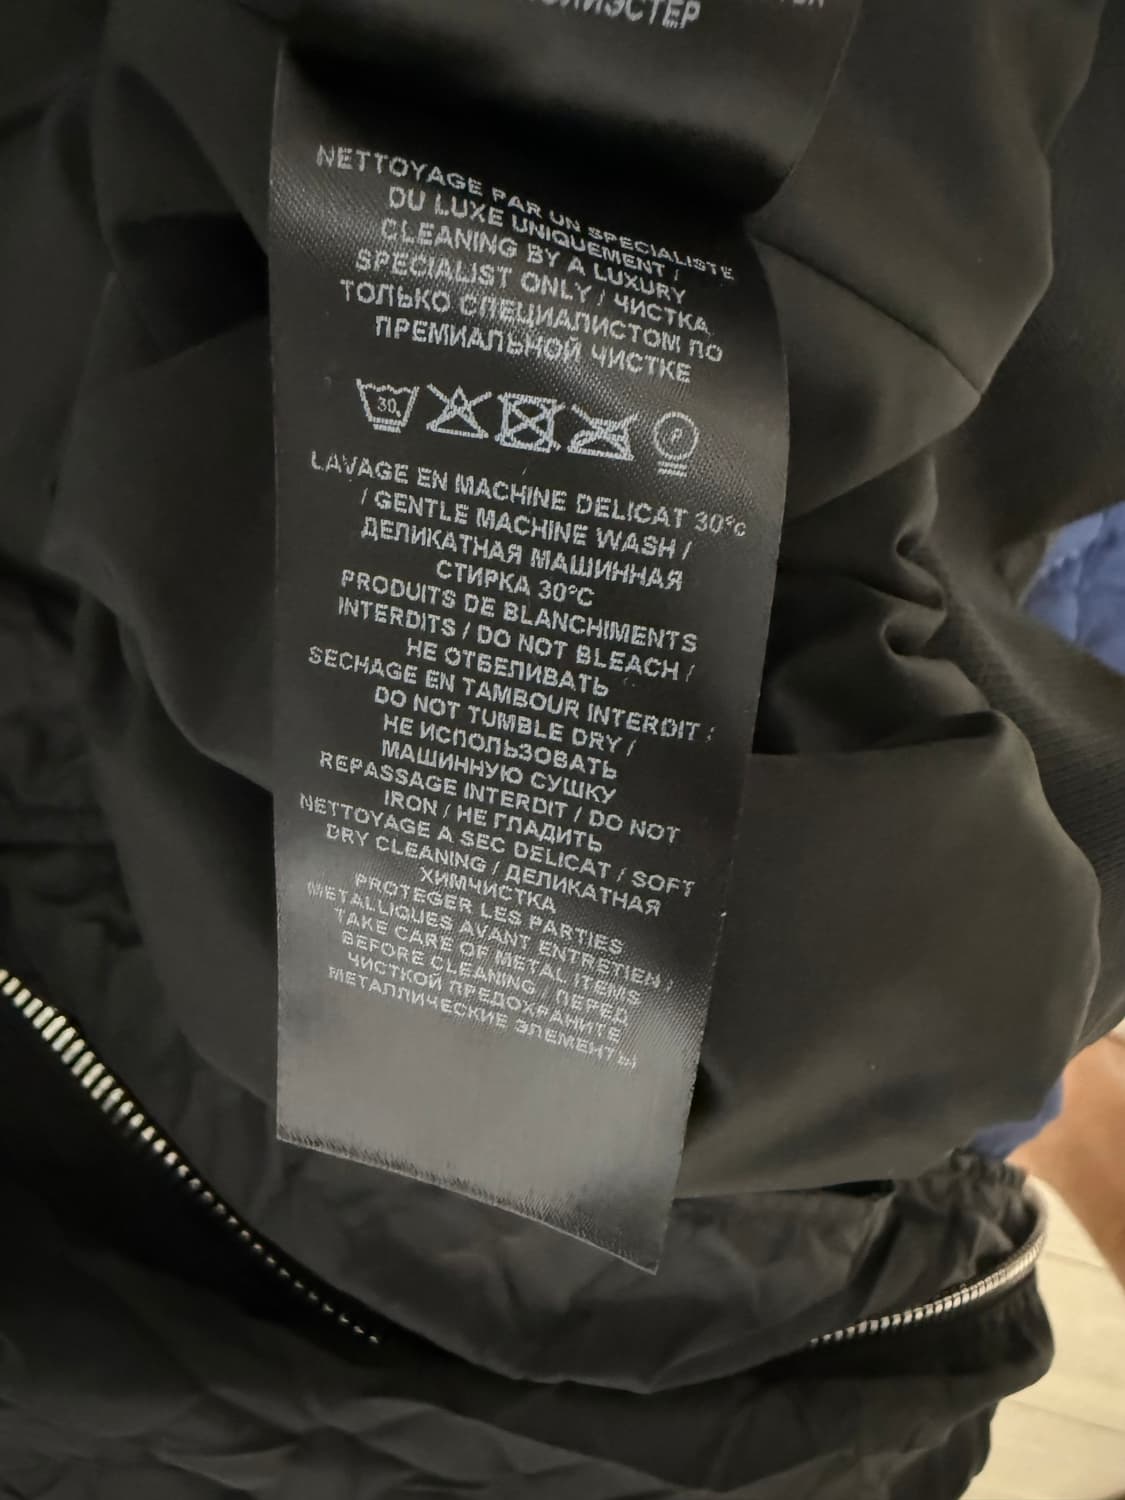 ПОЛИЭСТЕР
NETTOYAGE PAR UN SPECIALISTE
DU LUXE UNIQUEMENT /
CLEANING BY A LUXURY
SPECIALIST ONLY / ЧИСТКА
ТОЛЬКО СПЕЦИАЛИСТОМ ПО
ПРЕМИАЛЬНОЙ ЧИСТКЕ
30 P
LAVAGE EN MACHINE DELICAT 30°C
/ GENTLE MACHINE WASH /
ДЕЛИКАТНАЯ МАШИННАЯ
СТИРКА 30°C
PRODUITS DE BLANCHIMENTS
INTERDITS / DO NOT BLEACH /
НЕ ОТБЕЛИВАТЬ
SECHAGE EN TAMBOUR INTERDIT /
DO NOT TUMBLE DRY /
НЕ ИСПОЛЬЗОВАТЬ
МАШИННУЮ СУШКУ
REPASSAGE INTERDIT / DO NOT
IRON / НЕ ГЛАДИТЬ
NETTOYAGE A SEC DELICAT / SOFT
DRY CLEANING / ДЕЛИКАТНАЯ
ХИМЧИСТКА
PROTEGER LES PARTIES
METALLIQUES AVANT ENTRETIEN /
TAKE CARE OF METAL ITEMS
BEFORE CLEANING / ПЕРЕД
ЧИСТКОЙ ПРЕДОХРАНИТЕ
МЕТАЛЛИЧЕСКИЕ ЭЛЕМЕНТЫ